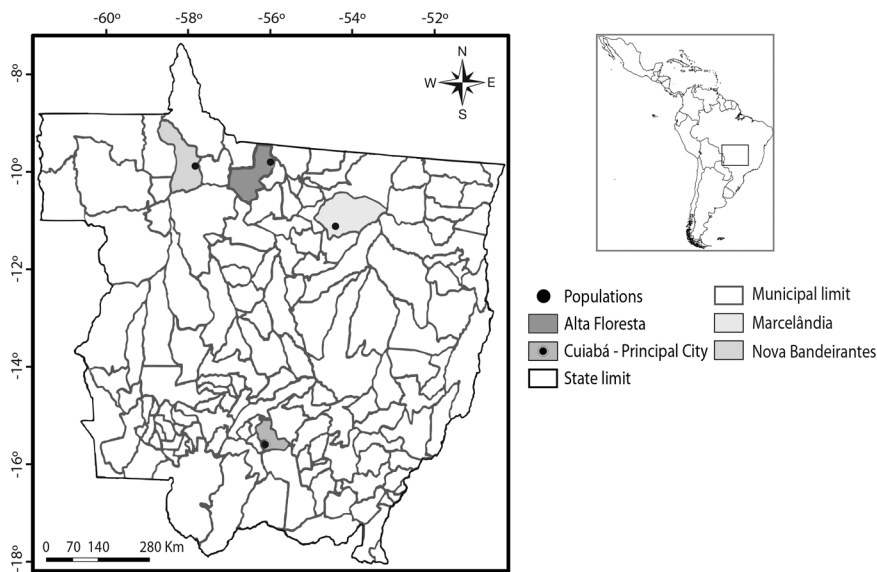 -60º -58º -56º -54º -52º
N
W E
S
-8º
-10º
-12º
-14º
-16º
-18º
0 70 140 280 Km
Populations
Alta Floresta
Cuiabá - Principal City
State limit
Municipal limit
Marcelândia
Nova Bandeirantes